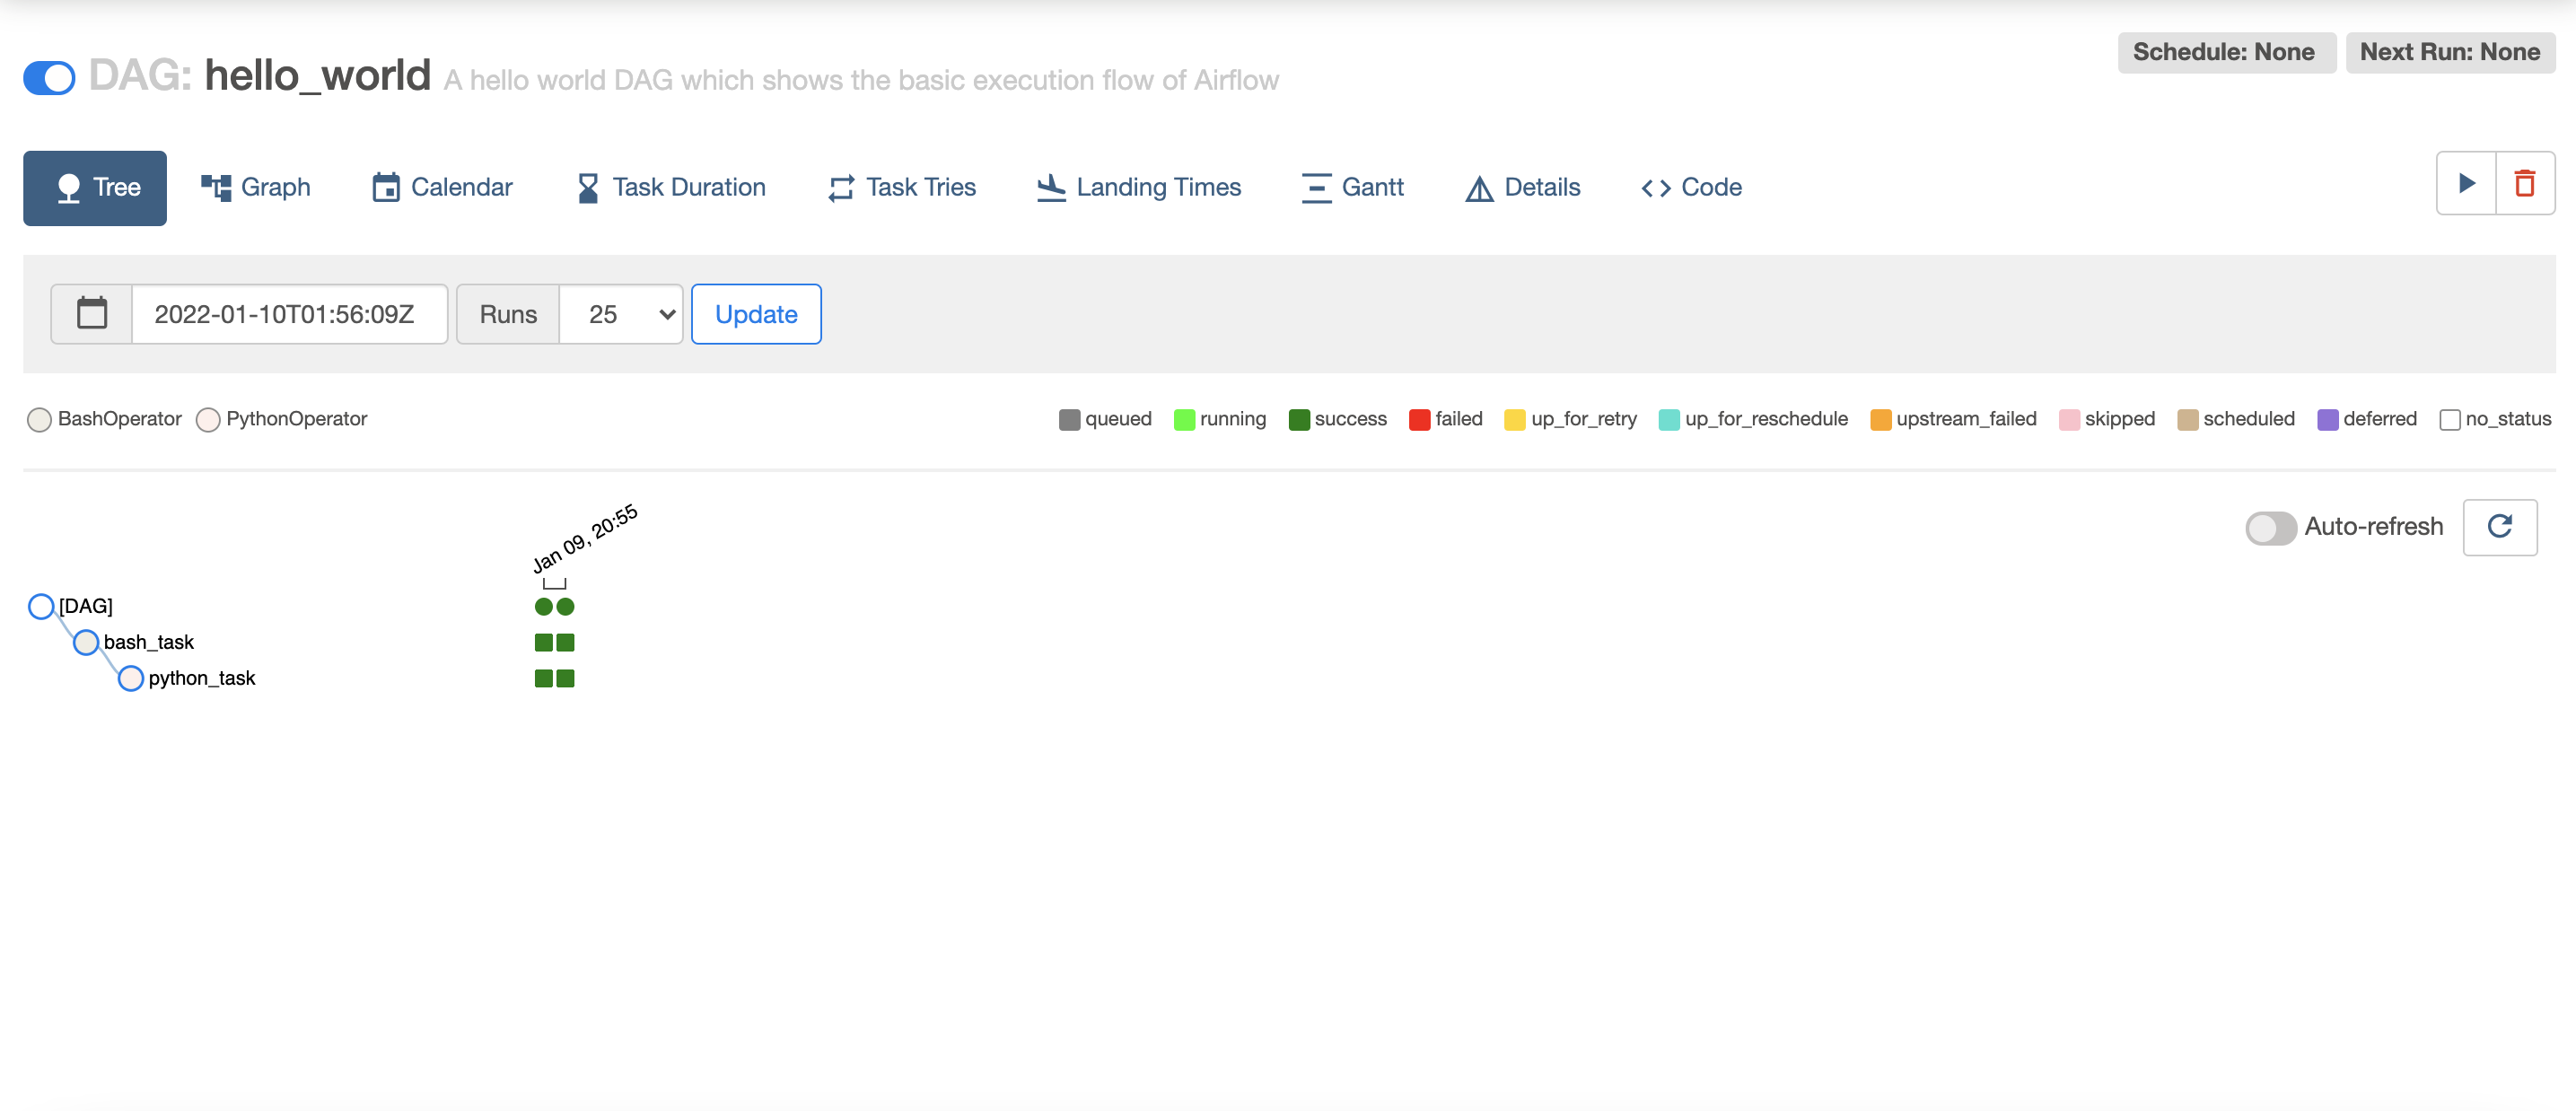 Schedule: None Next Run: None
DAG: hello_world A hello world DAG which shows the basic execution flow of Airflow
Tree Graph Calendar Task Duration Task Tries Landing Times Gantt Details Code
2022-01-10T01:56:09Z Runs 25 Update
BashOperator PythonOperator queued running success failed up_for_retry up_for_reschedule upstream_failed skipped scheduled deferred no_status
Jan 09, 20:55
Auto-refresh
[DAG]
bash_task
python_task